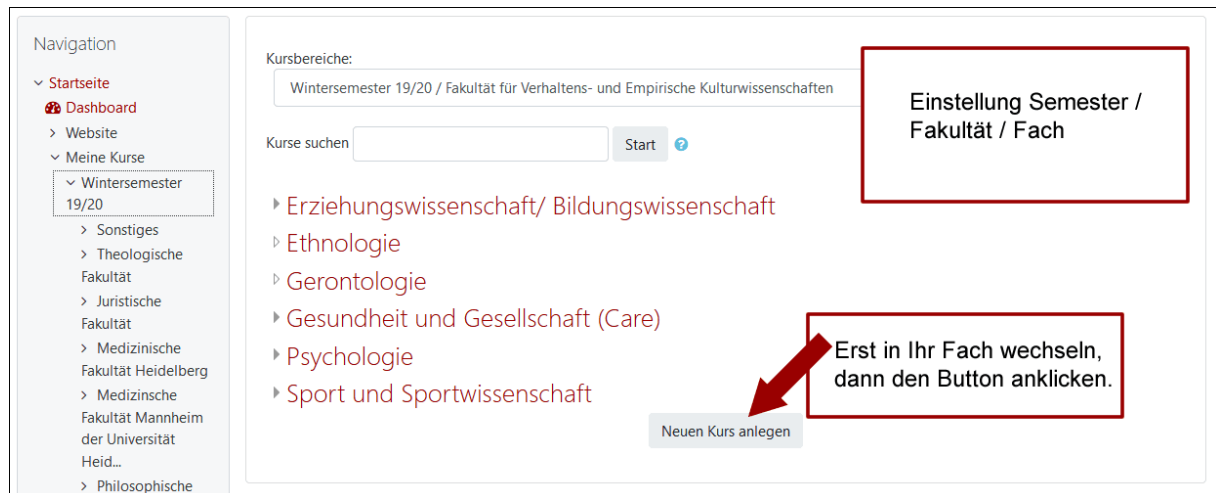 Navigation
Startseite
Dashboard
Website
Meine Kurse
Wintersemester
19/20
Sonstiges
Theologische
Fakultät
Juristische
Fakultät
Medizinische
Fakultät Heidelberg
Medizinsche
Fakultät Mannheim
der Universität
Heid...
Philosophische
Kursbereiche:
Wintersemester 19/20 / Fakultät für Verhaltens- und Empirische Kulturwissenschaften
Kurse suchen
Start
Erziehungswissenschaft/ Bildungswissenschaft
Ethnologie
Gerontologie
Gesundheit und Gesellschaft (Care)
Psychologie
Sport und Sportwissenschaft
Neuen Kurs anlegen
Einstellung Semester /
Fakultät / Fach
Erst in Ihr Fach wechseln,
dann den Button anklicken.